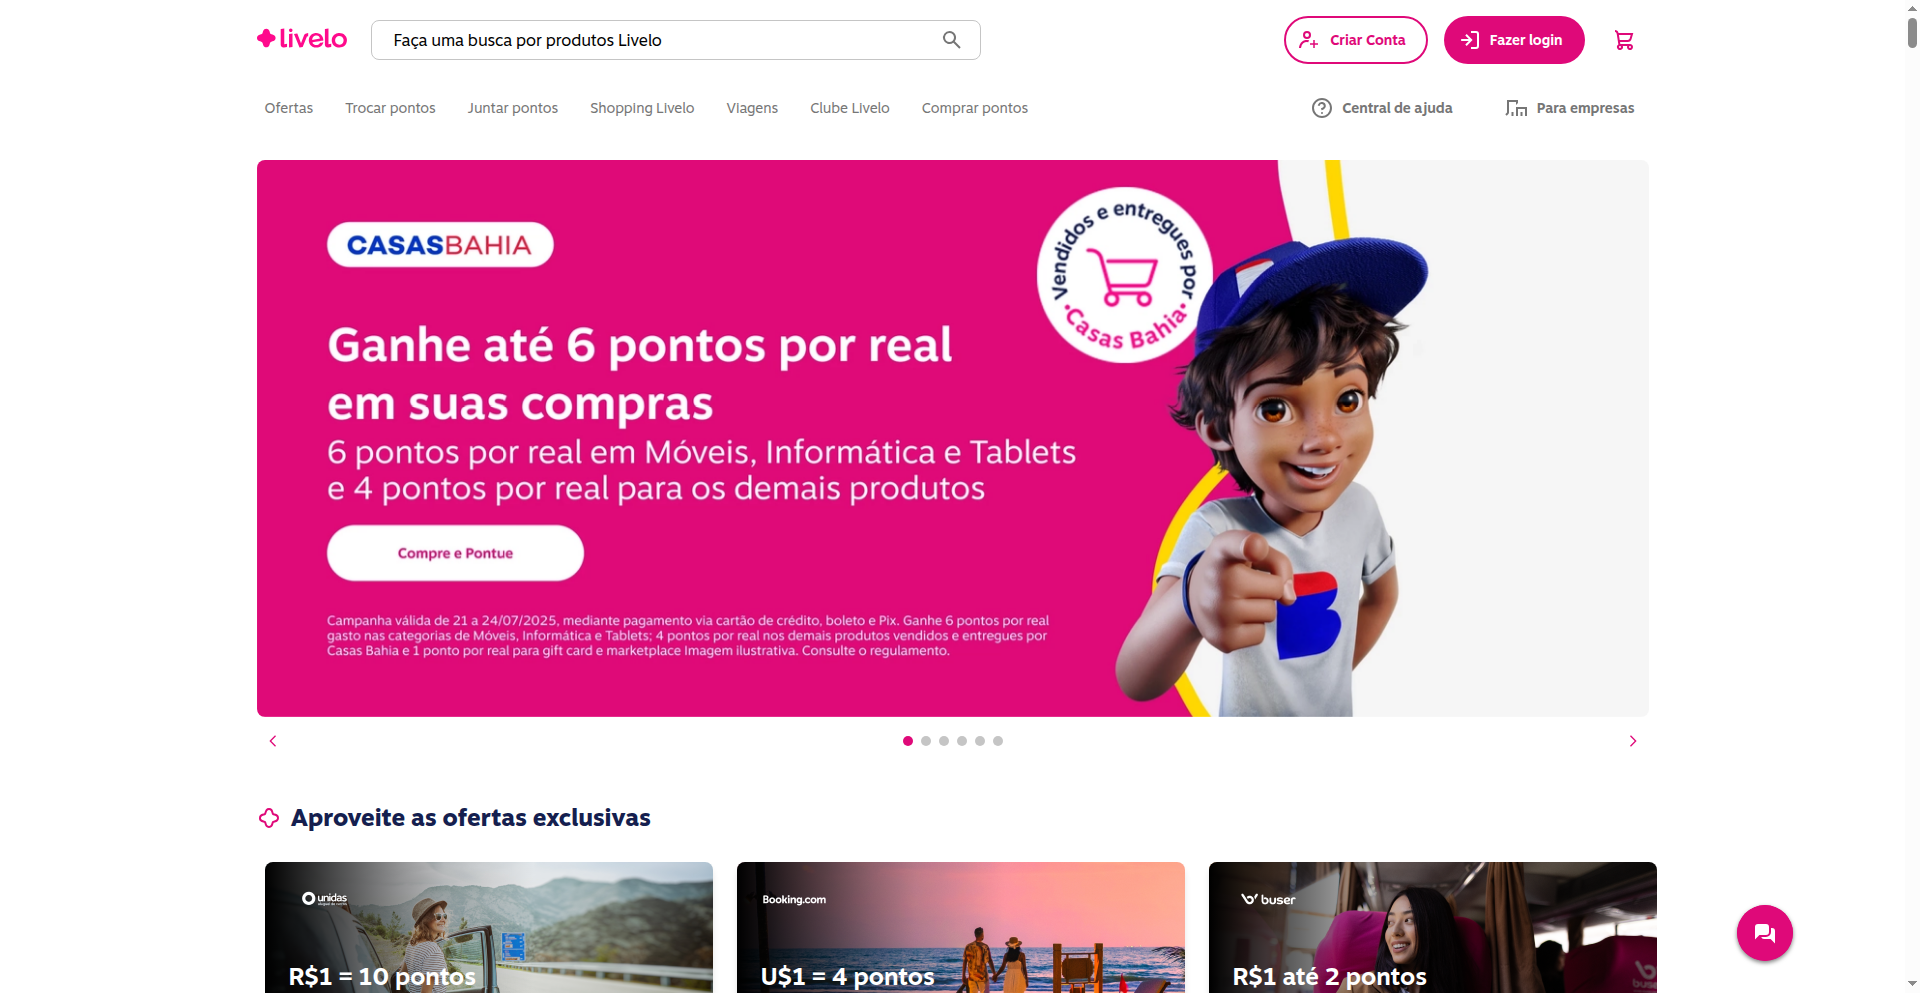 livelo
Faça uma busca por produtos Livelo
Criar Conta
Fazer login
Ofertas
Trocar pontos
Juntar pontos
Shopping Livelo
Viagens
Clube Livelo
Comprar pontos
Central de ajuda
Para empresas
CASASBAHIA
Vendidos e entregues por
•Casas Bahia•
Ganhe até 6 pontos por real
em suas compras
6 pontos por real em Móveis, Informática e Tablets
e 4 pontos por real para os demais produtos
Compre e Pontue
Campanha válida de 21 a 24/07/2025, mediante pagamento via cartão de crédito, boleto e Pix. Ganhe 6 pontos por real
gasto nas categorias de Móveis, Informática e Tablets; 4 pontos por real nos demais produtos vendidos e entregues por
Casas Bahia e 1 ponto por real para gift card e marketplace Imagem ilustrativa. Consulte o regulamento.
Aproveite as ofertas exclusivas
unidas
R$1 = 10 pontos
Booking.com
U$1 = 4 pontos
buser
R$1 até 2 pontos